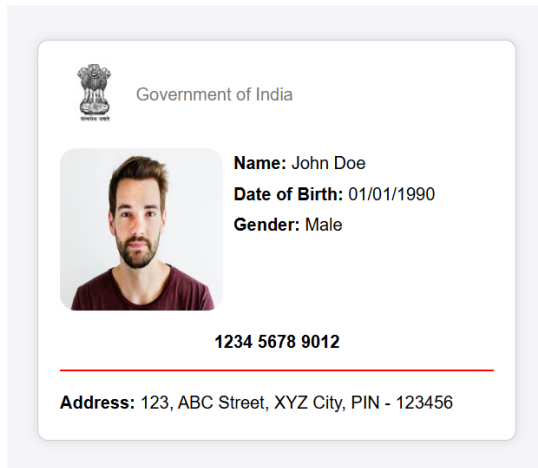 Government of India
Name: John Doe
Date of Birth: 01/01/1990
Gender: Male
1234 5678 9012
Address: 123, ABC Street, XYZ City, PIN - 123456